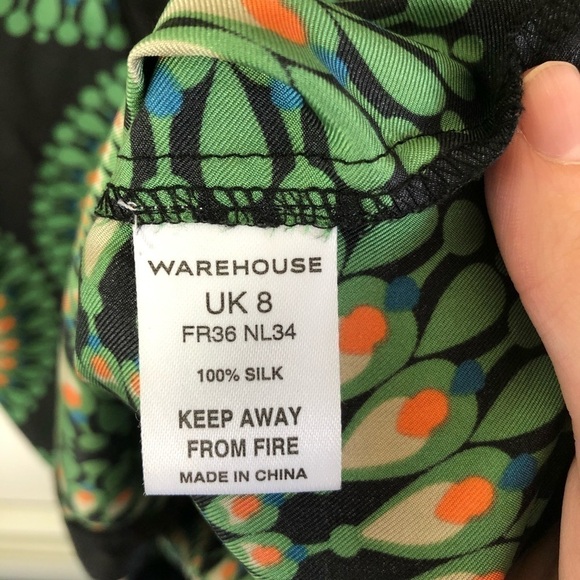 WAREHOUSE
UK 8
FR36 NL34
100% SILK
KEEP AWAY
FROM FIRE
MADE IN CHINA